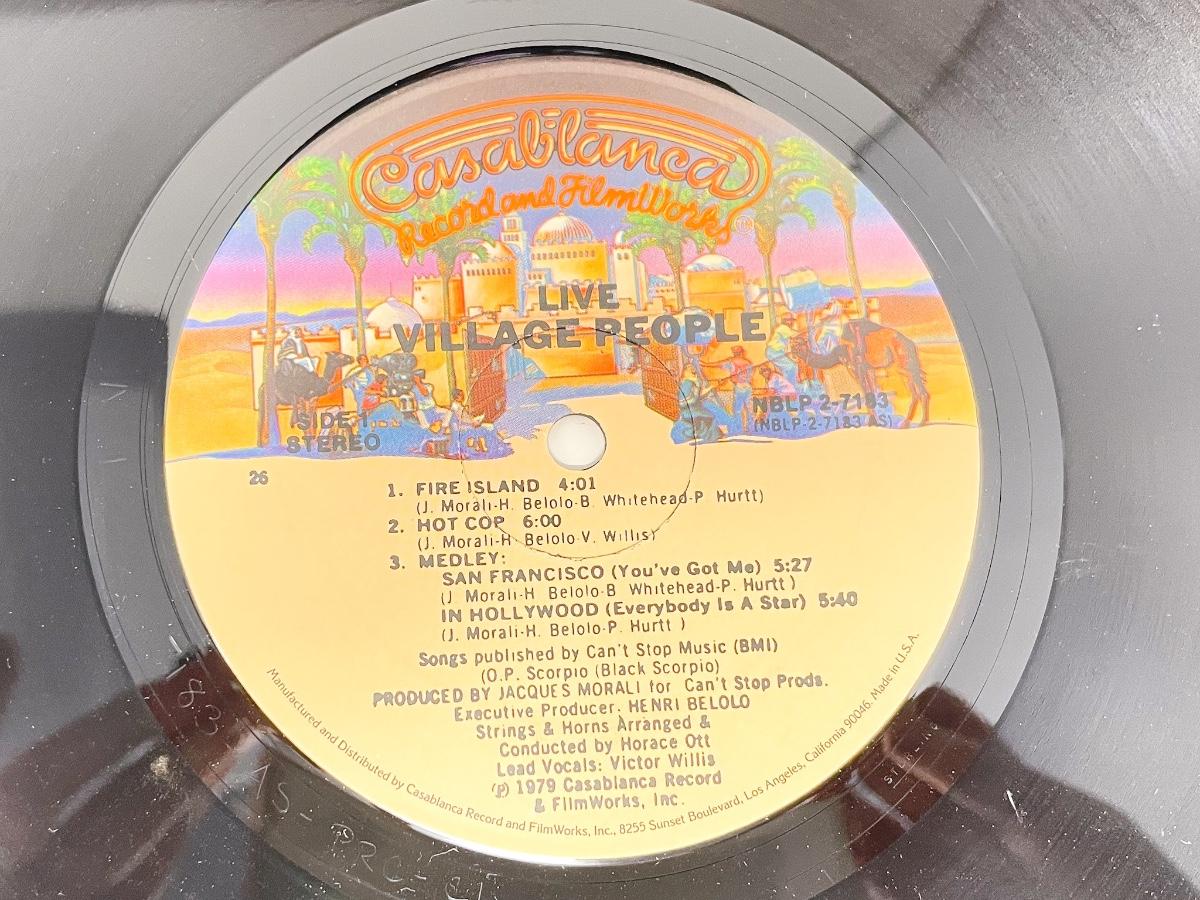 Casablanca
Record and FilmWorks
TM
LIVE
VILLAGE PEOPLE
SIDE 1
STEREO
NBLP 2-7183
(NBLP-2-7183 AS)
26
1. FIRE ISLAND 4:01
(J. Morali-H. Belolo-B. Whitehead-P. Hurtt)
2. HOT COP 6:00
(J. Morali-H. Belolo-V. Willis)
3. MEDLEY:
SAN FRANCISCO (You've Got Me) 5:27
(J. Morali-H. Belolo-B. Whitehead-P. Hurtt)
IN HOLLYWOOD (Everybody Is A Star) 5:40
(J. Morali-H. Belolo-P. Hurtt)
Songs published by Can't Stop Music (BMI)
(O.P. Scorpio (Black Scorpio)
PRODUCED BY JACQUES MORALI for Can't Stop Prods.
Executive Producer. HENRI BELOLO
Strings & Horns Arranged &
Conducted by Horace Ott
Lead Vocals: Victor Willis
℗ 1979 Casablanca Record
& FilmWorks, Inc.
Manufactured and Distributed by Casablanca Record and FilmWorks, Inc., 8255 Sunset Boulevard, Los Angeles, California 90046. Made in U.S.A.